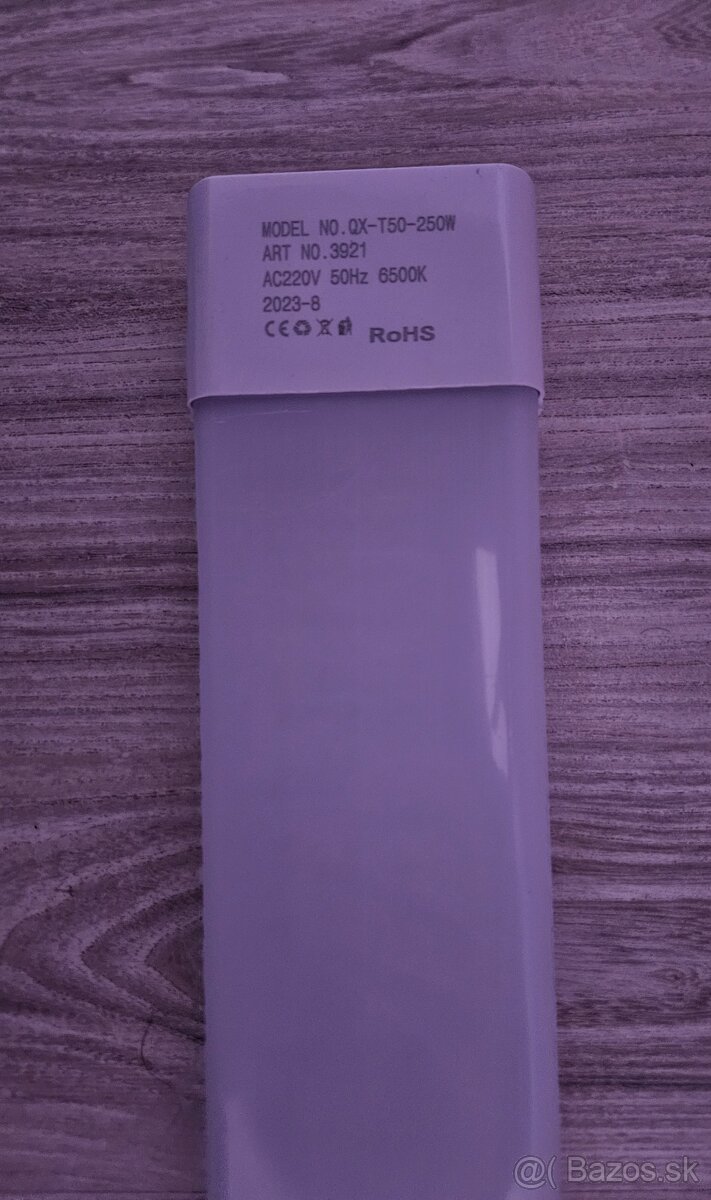 MODEL NO.QX-T50-250W
ART NO.3921
AC220V 50Hz 6500K
2023-8
CE RoHS
@( Bazos.sk